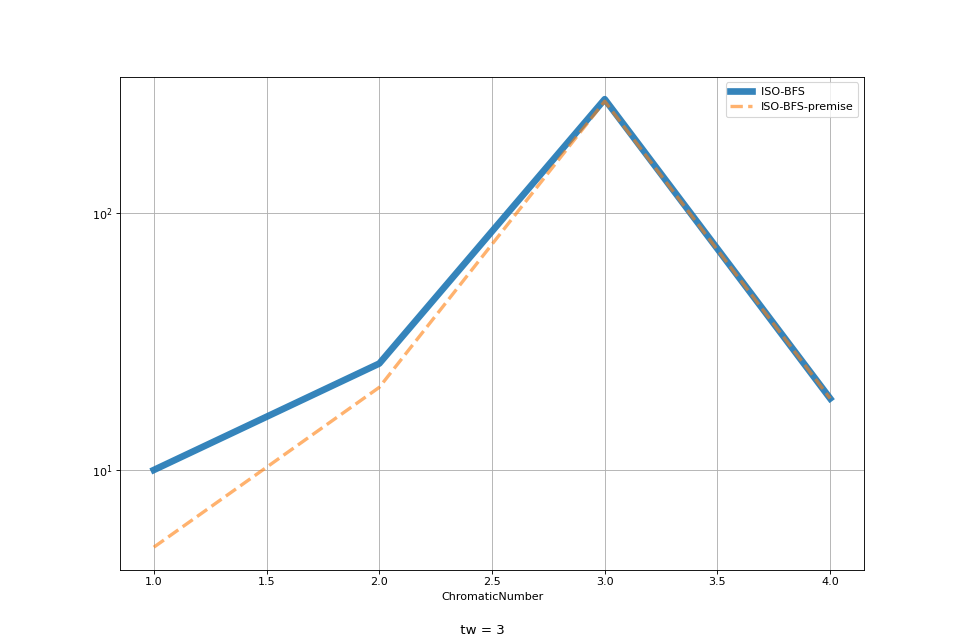 ISO-BFS
ISO-BFS-premise
10²
10¹
1.0 1.5 2.0 2.5 3.0 3.5 4.0
ChromaticNumber
tw = 3